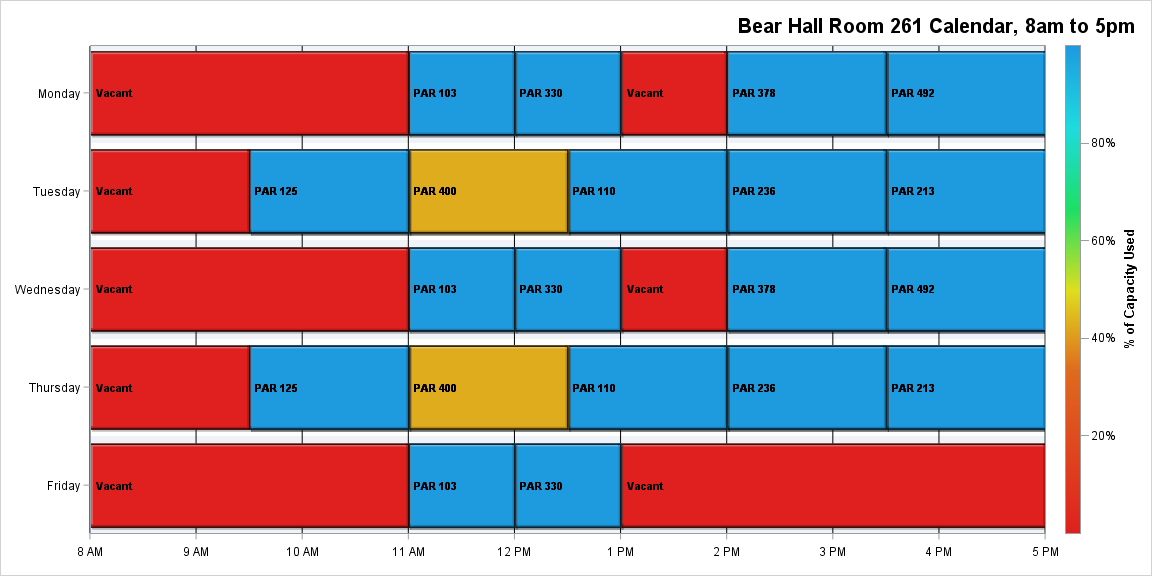 Bear Hall Room 261 Calendar, 8am to 5pm
Monday
Vacant
PAR 103
PAR 330
Vacant
PAR 378
PAR 492
Tuesday
Vacant
PAR 125
PAR 400
PAR 110
PAR 236
PAR 213
Wednesday
Vacant
PAR 103
PAR 330
Vacant
PAR 378
PAR 492
Thursday
Vacant
PAR 125
PAR 400
PAR 110
PAR 236
PAR 213
Friday
Vacant
PAR 103
PAR 330
Vacant
8 AM
9 AM
10 AM
11 AM
12 PM
1 PM
2 PM
3 PM
4 PM
5 PM
80%
60%
40%
20%
% of Capacity Used